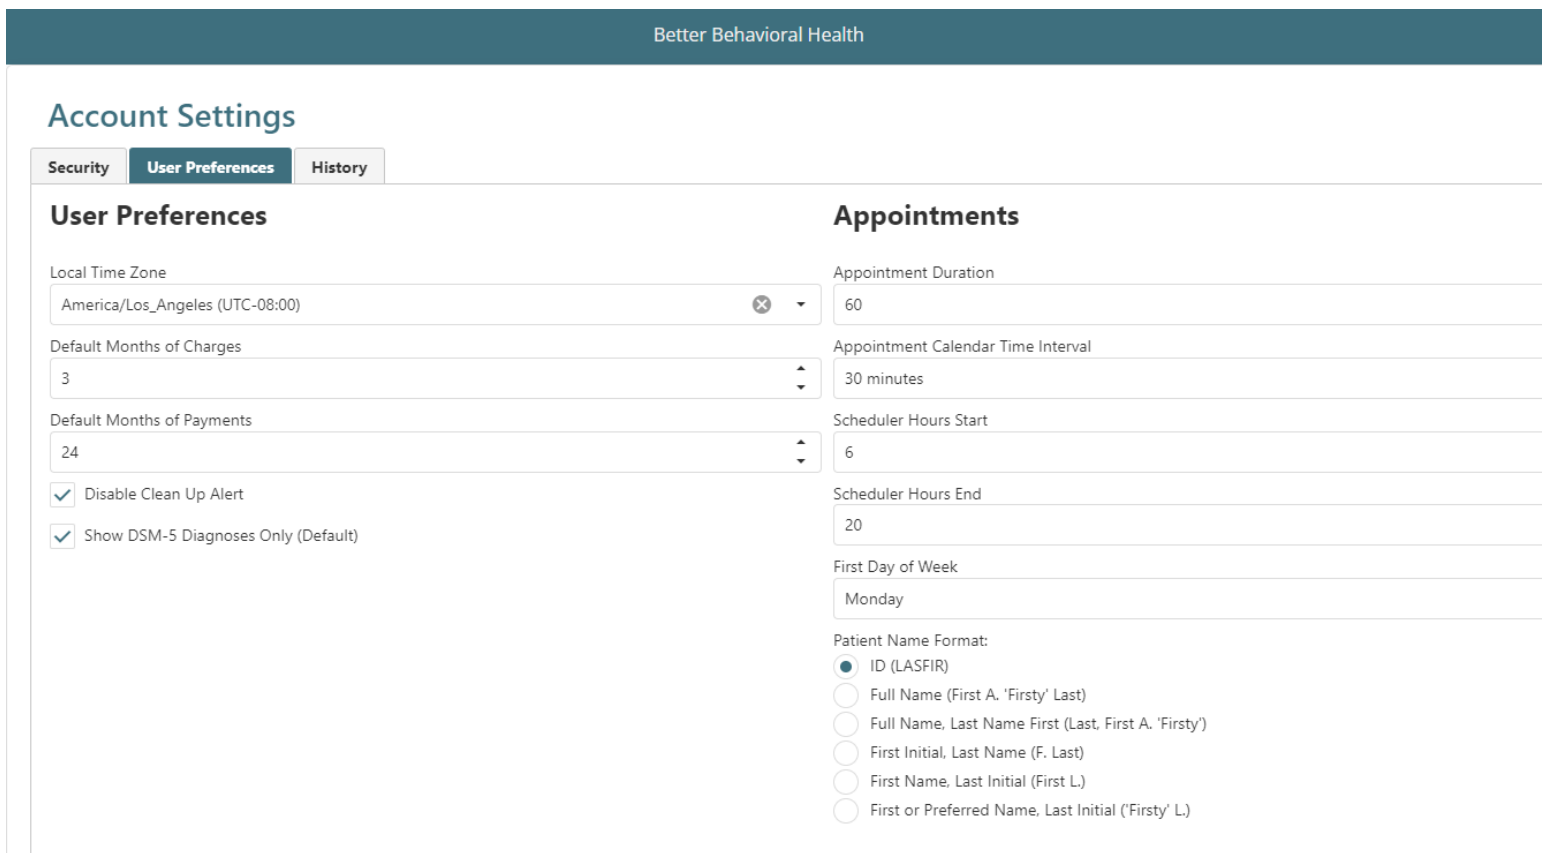 Better Behavioral Health
Account Settings
Security
User Preferences
History
User Preferences
Local Time Zone
America/Los_Angeles (UTC-08:00)
Default Months of Charges
3
Default Months of Payments
24
Disable Clean Up Alert
Show DSM-5 Diagnoses Only (Default)
Appointments
Appointment Duration
60
Appointment Calendar Time Interval
30 minutes
Scheduler Hours Start
6
Scheduler Hours End
20
First Day of Week
Monday
Patient Name Format:
ID (LASFIR)
Full Name (First A. 'Firsty' Last)
Full Name, Last Name First (Last, First A. 'Firsty')
First Initial, Last Name (F. Last)
First Name, Last Initial (First L.)
First or Preferred Name, Last Initial ('Firsty' L.)